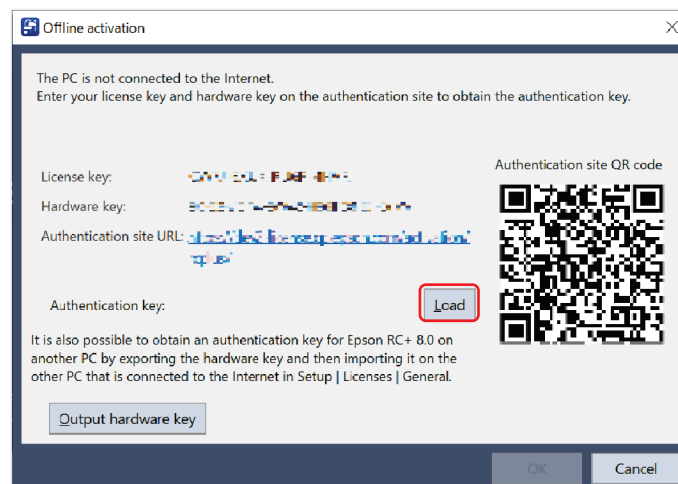 Offline activation
The PC is not connected to the Internet.
Enter your license key and hardware key on the authentication site to obtain the authentication key.
Authentication site QR code
License key:
Hardware key:
Authentication site URL:
Authentication key:
Load
It is also possible to obtain an authentication key for Epson RC+ 8.0 on
another PC by exporting the hardware key and then importing it on the
other PC that is connected to the Internet in Setup | Licenses | General.
Output hardware key
OK
Cancel